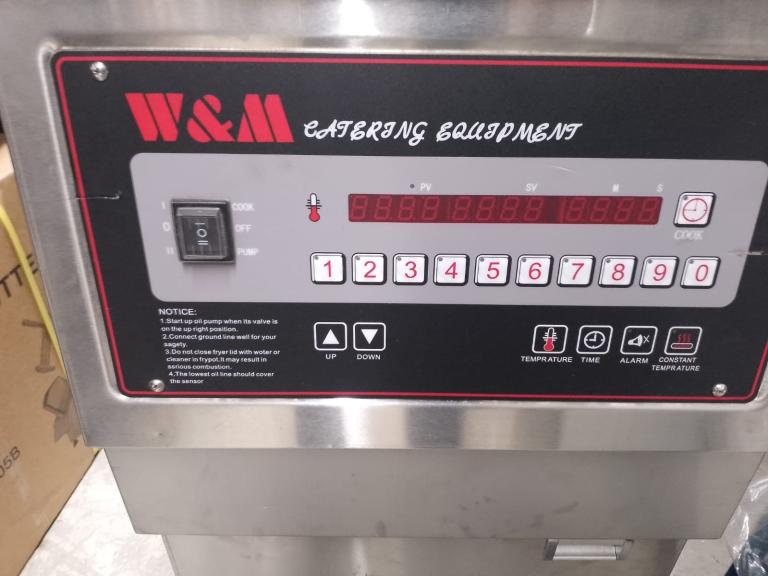 W&M CATERING EQUIPMENT
PV SV M S
I COOK
O OFF
II PUMP
COOK
1 2 3 4 5 6 7 8 9 0
NOTICE:
1.Start up oil pump when its valve is
on the up right position.
2.Connect ground line well for your
sagety.
3.Do not close fryer lid with woter or
cleaner in frypot.It may result in
ssrious combustion.
4.The lowest oil line should cover
the sensor
UP DOWN
TEMPRATURE TIME ALARM CONSTANT
TEMPRATURE
05B